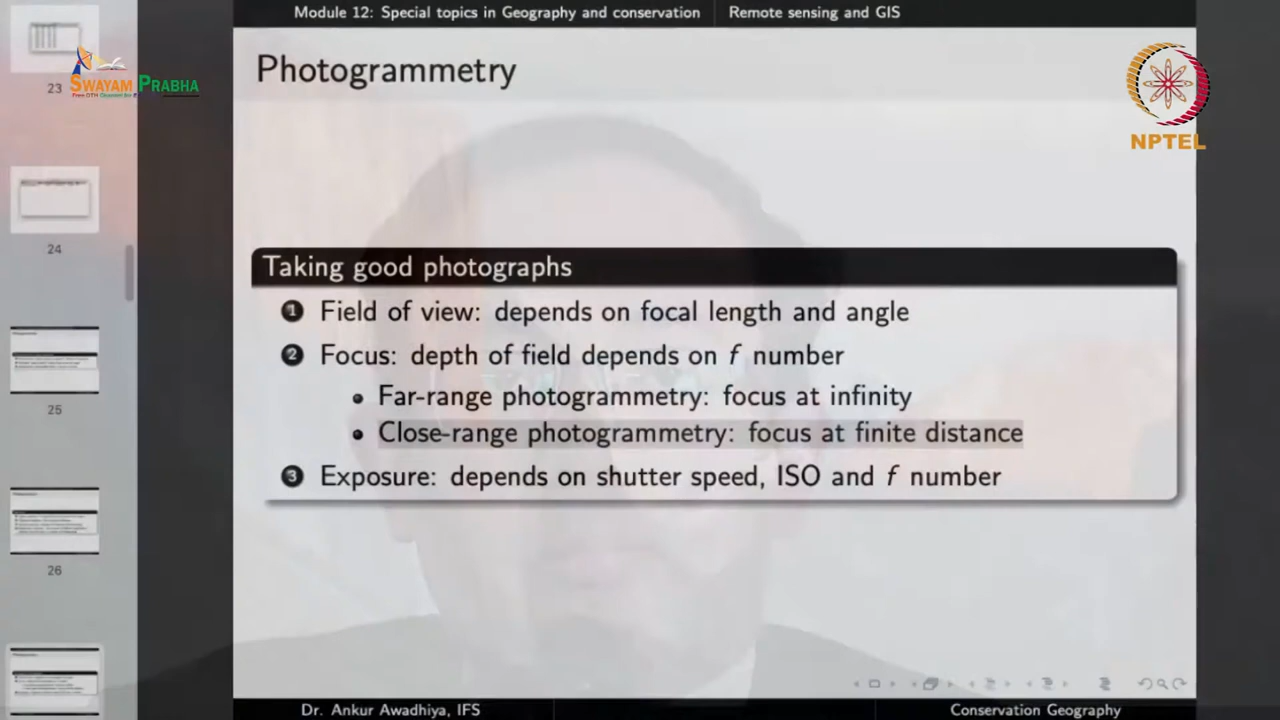 Module 12: Special topics in Geography and conservation Remote sensing and GIS
Photogrammetry
23
SWAYAM PRABHA
NPTEL
24
25
26
Taking good photographs
1 Field of view: depends on focal length and angle
2 Focus: depth of field depends on f number
• Far-range photogrammetry: focus at infinity
• Close-range photogrammetry: focus at finite distance
3 Exposure: depends on shutter speed, ISO and f number
Dr. Ankur Awadhiya, IFS Conservation Geography